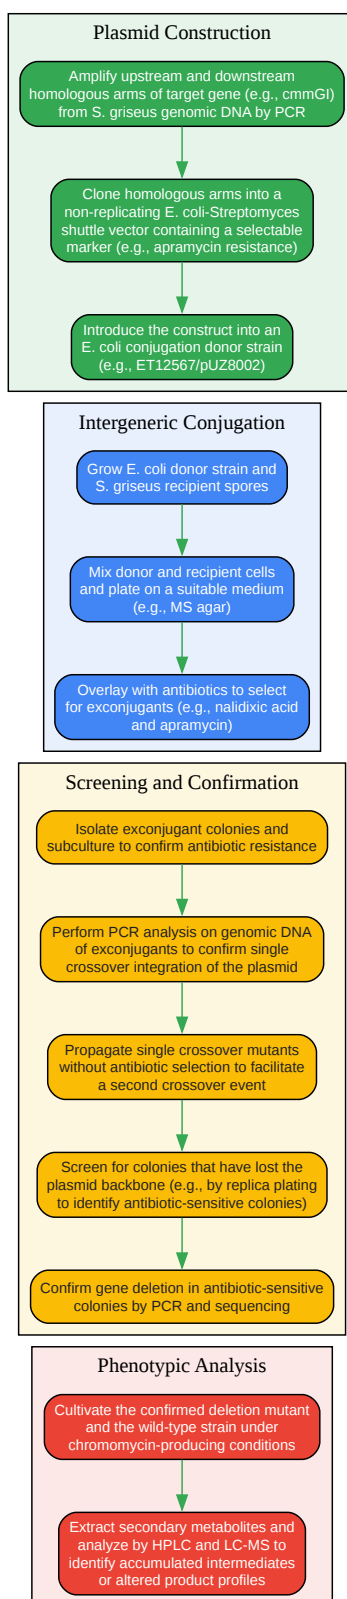 Plasmid Construction
Amplify upstream and downstream
homologous arms of target gene (e.g., cmmGI)
from S. griseus genomic DNA by PCR
Clone homologous arms into a
non-replicating E. coli-Streptomyces
shuttle vector containing a selectable
marker (e.g., apramycin resistance)
Introduce the construct into an
E. coli conjugation donor strain
(e.g., ET12567/pUZ8002)
Intergeneric Conjugation
Grow E. coli donor strain and
S. griseus recipient spores
Mix donor and recipient cells
and plate on a suitable medium
(e.g., MS agar)
Overlay with antibiotics to select
for exconjugants (e.g., nalidixic acid
and apramycin)
Screening and Confirmation
Isolate exconjugant colonies and
subculture to confirm antibiotic resistance
Perform PCR analysis on genomic DNA
of exconjugants to confirm single
crossover integration of the plasmid
Propagate single crossover mutants
without antibiotic selection to facilitate
a second crossover event
Screen for colonies that have lost the
plasmid backbone (e.g., by replica plating
to identify antibiotic-sensitive colonies)
Confirm gene deletion in antibiotic-sensitive
colonies by PCR and sequencing
Phenotypic Analysis
Cultivate the confirmed deletion mutant
and the wild-type strain under
chromomycin-producing conditions
Extract secondary metabolites and
analyze by HPLC and LC-MS to
identify accumulated intermediates
or altered product profiles